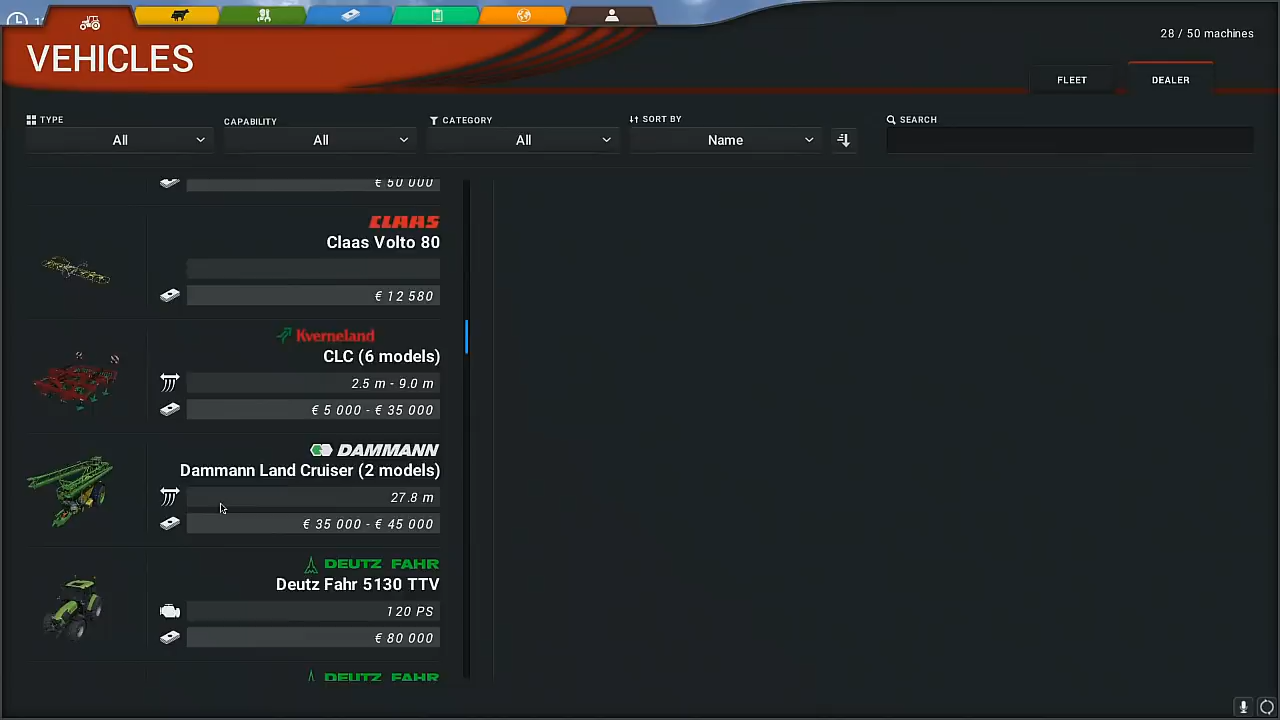 VEHICLES
28 / 50 machines
FLEET
DEALER
TYPE
All
CAPABILITY
All
CATEGORY
All
SORT BY
Name
SEARCH
€ 50 000
CLAAS
Claas Volto 80
€ 12 580
Kverneland
CLC (6 models)
2.5 m - 9.0 m
€ 5 000 - € 35 000
DAMMANN
Dammann Land Cruiser (2 models)
27.8 m
€ 35 000 - € 45 000
DEUTZ FAHR
Deutz Fahr 5130 TTV
120 PS
€ 80 000
DEUTZ FAHR